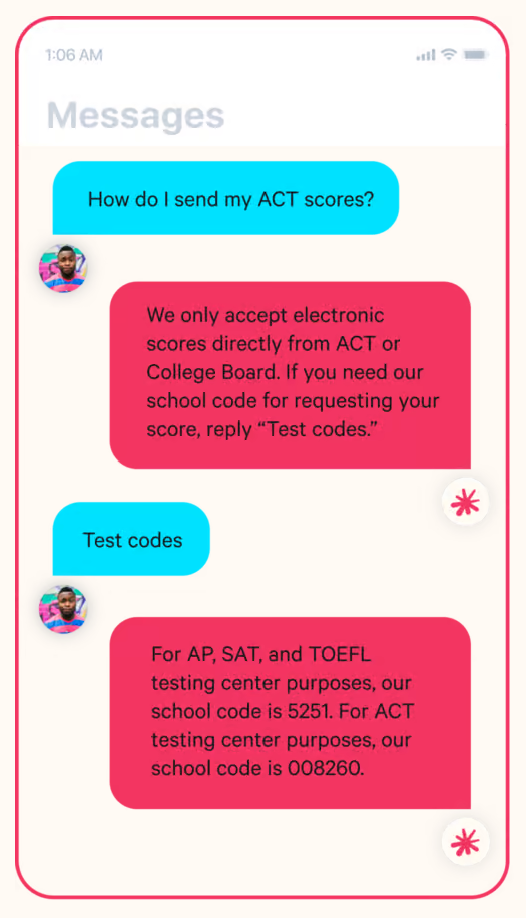 1:06 AM
Messages
How do I send my ACT scores?
We only accept electronic
scores directly from ACT or
College Board. If you need our
school code for requesting your
score, reply “Test codes.”
Test codes
For AP, SAT, and TOEFL
testing center purposes, our
school code is 5251. For ACT
testing center purposes, our
school code is 008260.